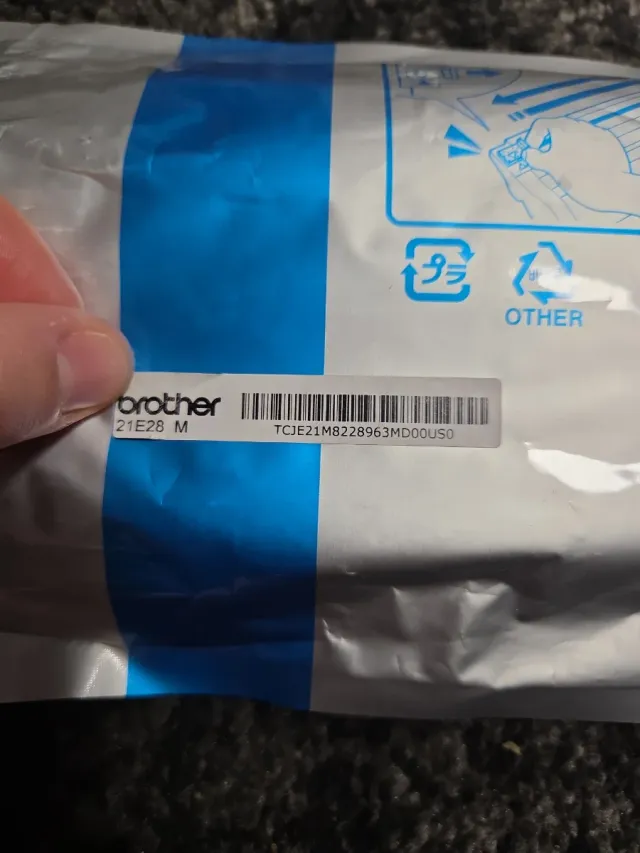 プラ
OTHER
brother
21E28 M
TCJE21M8228963MD00US0